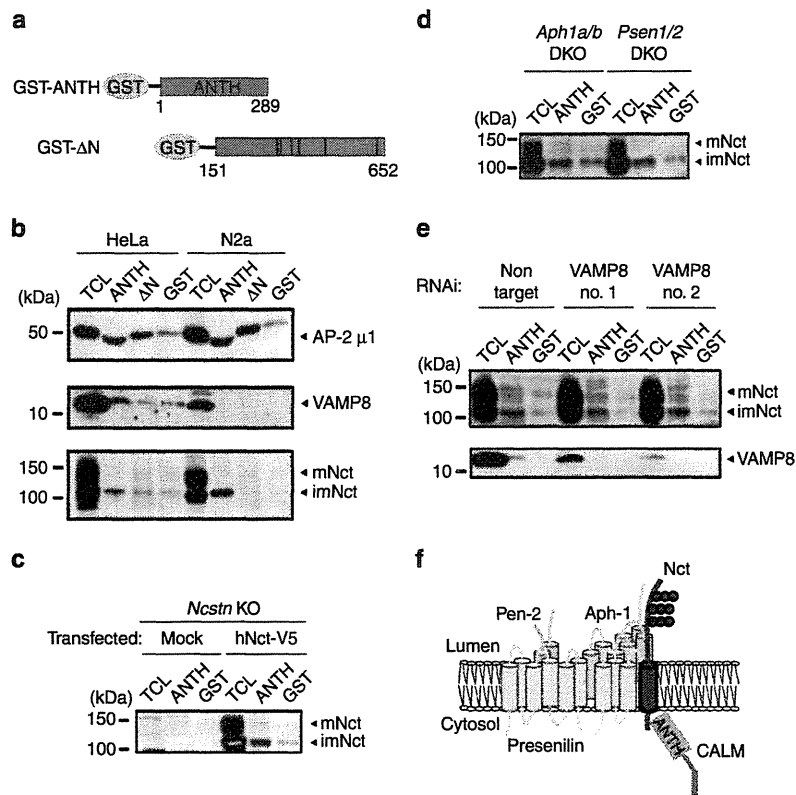 a
GST-ANTH
GST
ANTH
1
289
GST-ΔN
GST
151
652
b
HeLa
N2a
(kDa)
TCL
ANTH
ΔN
GST
TCL
ANTH
ΔN
GST
50
AP-2 μ1
10
VAMP8
150
100
mNct
imNct
c
Ncstn KO
Transfected:
Mock
hNct-V5
(kDa)
TCL
ANTH
GST
TCL
ANTH
GST
150
100
mNct
imNct
d
Aph1a/b
DKO
Psen1/2
DKO
(kDa)
TCL
ANTH
GST
TCL
ANTH
GST
150
100
mNct
imNct
e
RNAi:
Non
target
VAMP8
no. 1
VAMP8
no. 2
(kDa)
TCL
ANTH
GST
TCL
ANTH
GST
TCL
ANTH
GST
150
100
mNct
imNct
10
VAMP8
f
Nct
Pen-2
Aph-1
Lumen
Cytosol
Presenilin
ANTH
CALM